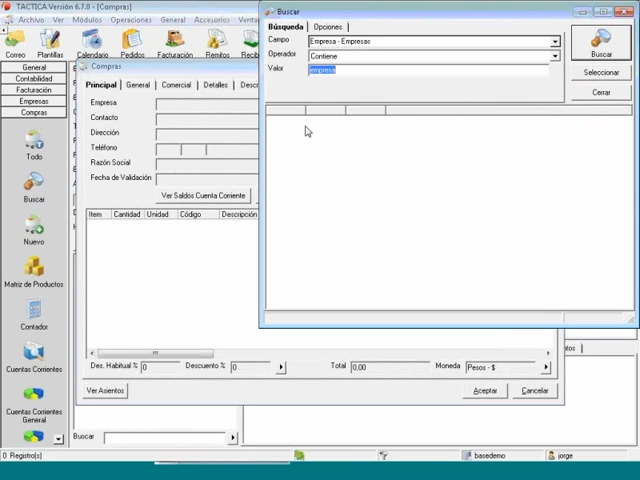 TACTICA Versión 6.7.0 - [Compras]
Archivo Ver Módulos Operaciones General Accesorios
Correo Plantillas Calendario Pedidos Facturación Remitos
General
Contabilidad
Facturación
Empresas
Compras
Todo
Buscar
Nuevo
Matriz de Productos
Contador
Cuentas Corrientes
Cuentas Corrientes General
Compras
Principal General Comercial Detalles
Empresa
Contacto
Dirección
Teléfono
Razón Social
Fecha de Validación
Ver Saldos Cuenta Corriente
Item Cantidad Unidad Código Descripción
Des. Habitual % 0 Descuento % 0 Total 0,00 Moneda Pesos - $
Ver Asientos Aceptar Cancelar
Buscar
Buscar
Búsqueda Opciones
Campo Empresa - Empresas
Operador Contiene
Valor empresa
Buscar
Seleccionar
Cerrar
0 Registro(s) basedemo jorge